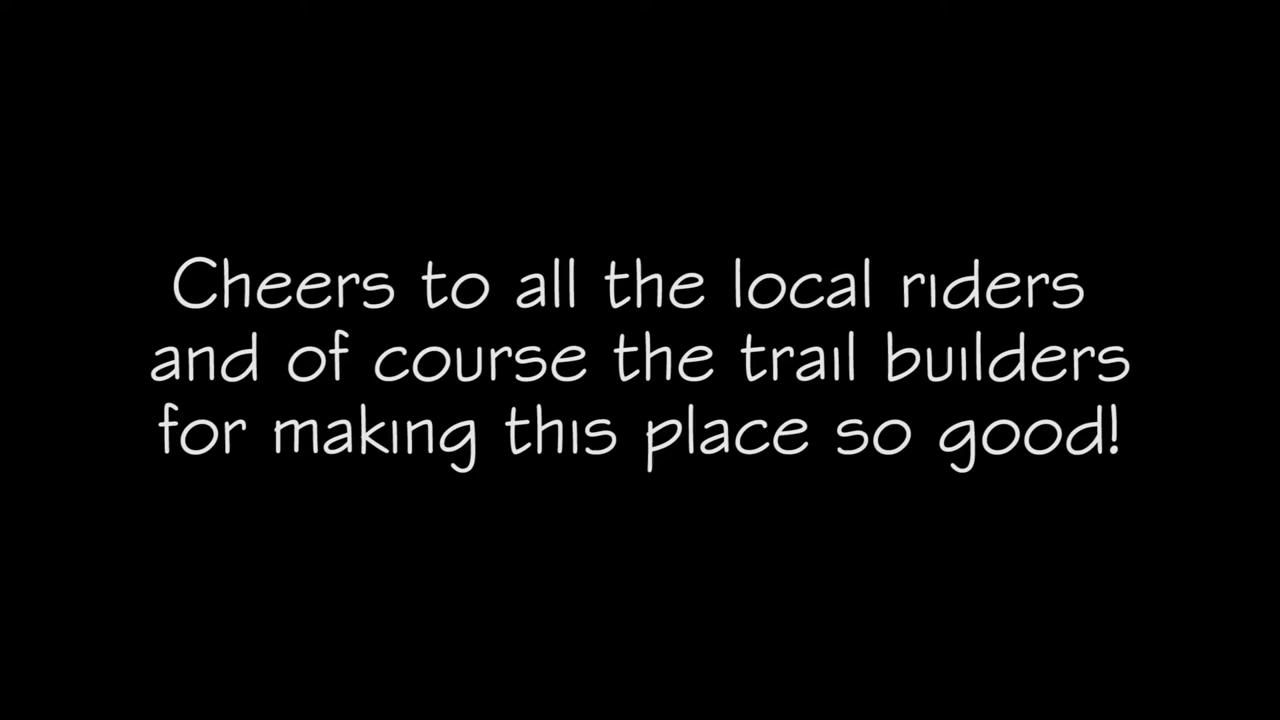 Cheers to all the local riders
and of course the trail builders
for making this place so good!